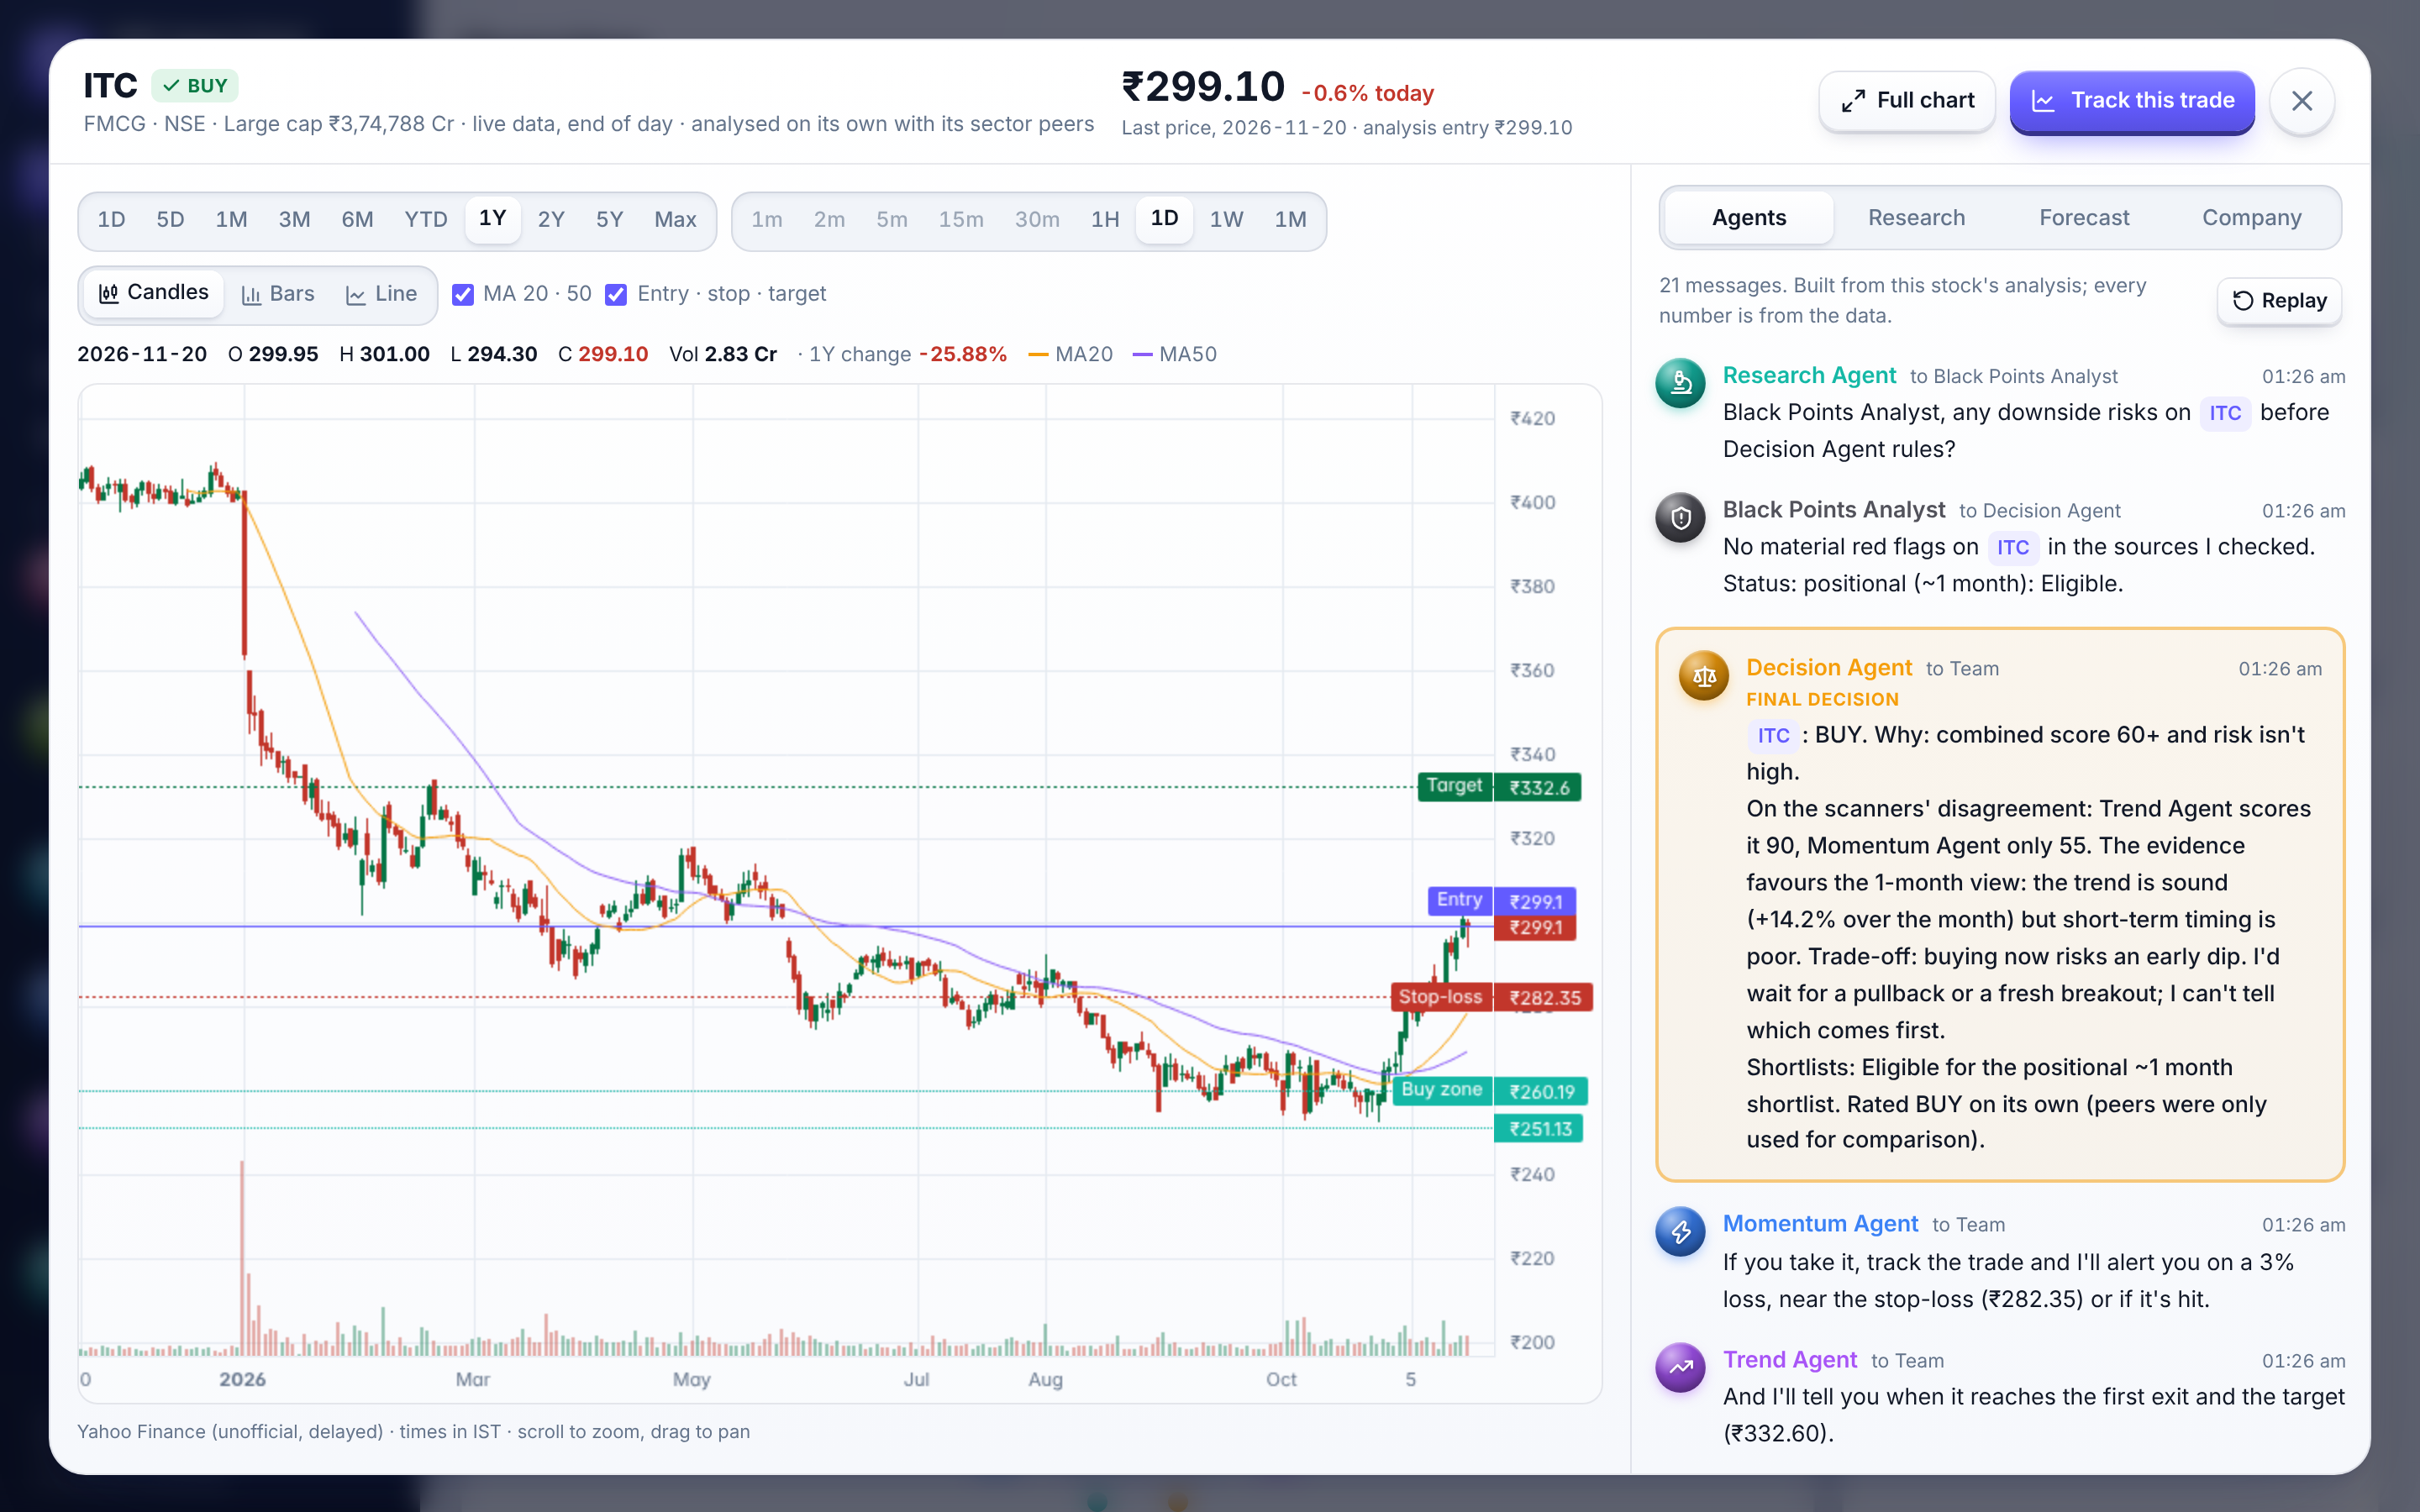 ITC BUY
FMCG · NSE · Large cap ₹3,74,788 Cr · live data, end of day · analysed on its own with its sector peers
₹299.10 -0.6% today
Last price, 2026-11-20 · analysis entry ₹299.10
Full chart
Track this trade
1D 5D 1M 3M 6M YTD 1Y 2Y 5Y Max
1m 2m 5m 15m 30m 1H 1D 1W 1M
Candles Bars Line
MA 20 · 50 Entry · stop · target
2026-11-20 O 299.95 H 301.00 L 294.30 C 299.10 Vol 2.83 Cr · 1Y change -25.88% MA20 MA50
₹420
₹400
₹380
₹360
₹340
Target ₹332.6
₹320
Entry ₹299.1
₹299.1
Stop-loss ₹282.35
Buy zone ₹260.19
₹251.13
₹240
₹220
₹200
0 2026 Mar May Jul Aug Oct 5
Yahoo Finance (unofficial, delayed) · times in IST · scroll to zoom, drag to pan
Agents Research Forecast Company
21 messages. Built from this stock's analysis; every
number is from the data.
Replay
Research Agent to Black Points Analyst 01:26 am
Black Points Analyst, any downside risks on ITC before
Decision Agent rules?
Black Points Analyst to Decision Agent 01:26 am
No material red flags on ITC in the sources I checked.
Status: positional (~1 month): Eligible.
Decision Agent to Team 01:26 am
FINAL DECISION
ITC : BUY. Why: combined score 60+ and risk isn't
high.
On the scanners' disagreement: Trend Agent scores
it 90, Momentum Agent only 55. The evidence
favours the 1-month view: the trend is sound
(+14.2% over the month) but short-term timing is
poor. Trade-off: buying now risks an early dip. I'd
wait for a pullback or a fresh breakout; I can't tell
which comes first.
Shortlists: Eligible for the positional ~1 month
shortlist. Rated BUY on its own (peers were only
used for comparison).
Momentum Agent to Team 01:26 am
If you take it, track the trade and I'll alert you on a 3%
loss, near the stop-loss (₹282.35) or if it's hit.
Trend Agent to Team 01:26 am
And I'll tell you when it reaches the first exit and the target
(₹332.60).